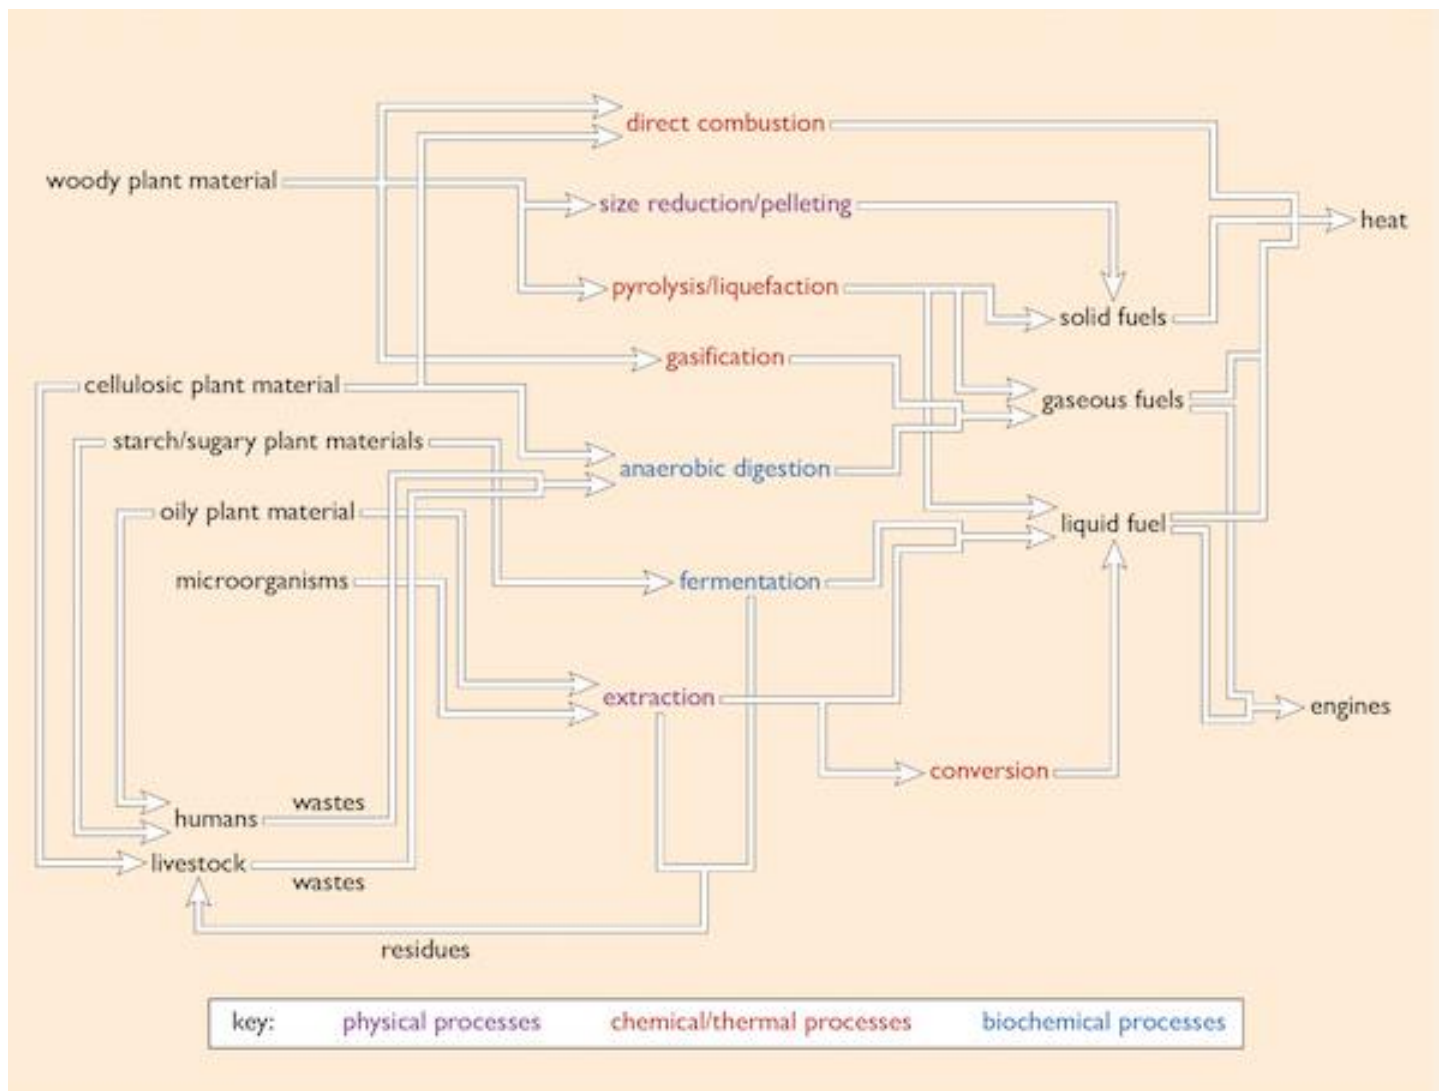 direct combustion
woody plant material
size reduction/pelleting
heat
pyrolysis/liquefaction
solid fuels
gasification
cellulosic plant material
gaseous fuels
starch/sugary plant materials
anaerobic digestion
oily plant material
liquid fuel
microorganisms
fermentation
extraction
engines
conversion
wastes
humans
livestock
wastes
residues
key: physical processes chemical/thermal processes biochemical processes